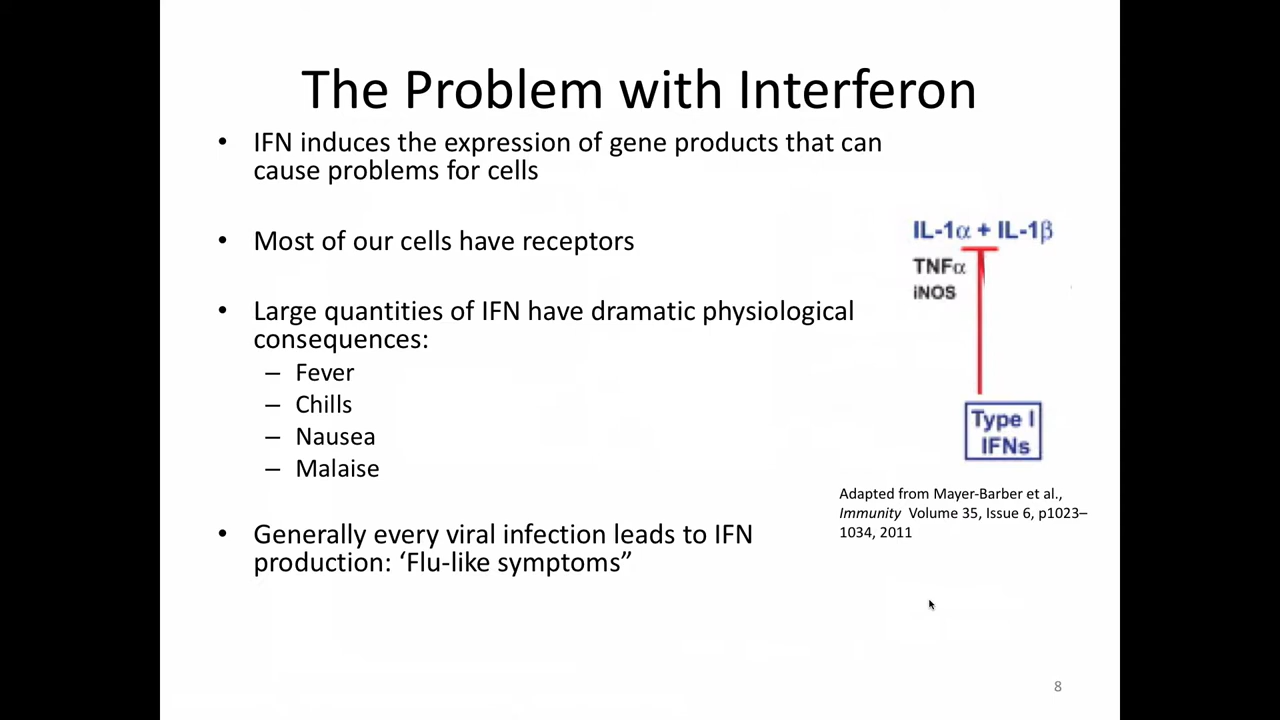 The Problem with Interferon
• IFN induces the expression of gene products that can
cause problems for cells
• Most of our cells have receptors
• Large quantities of IFN have dramatic physiological
consequences:
– Fever
– Chills
– Nausea
– Malaise
• Generally every viral infection leads to IFN
production: ‘Flu-like symptoms”
IL-1α + IL-1β
TNFα
iNOS
Type I
IFNs
Adapted from Mayer-Barber et al.,
Immunity Volume 35, Issue 6, p1023–
1034, 2011
8